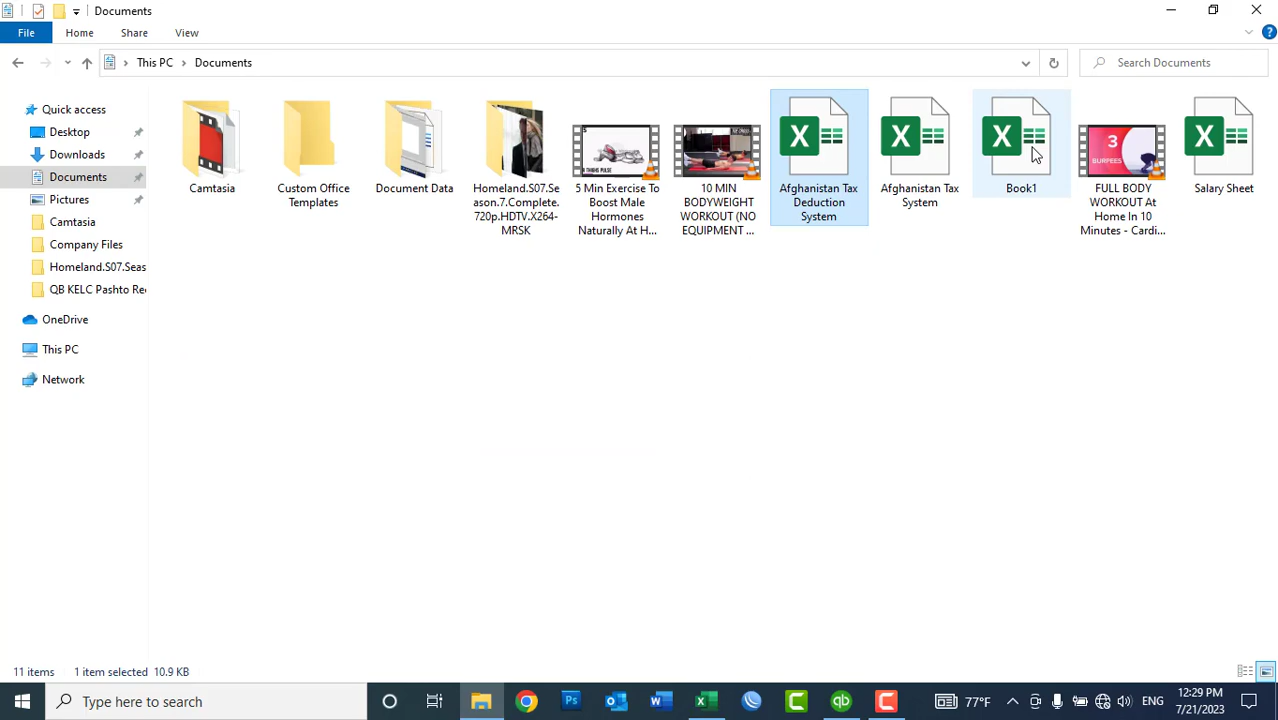 Documents
File Home Share View
This PC Documents
Search Documents
Quick access
Desktop
Downloads
Documents
Pictures
Camtasia
Company Files
Homeland.S07.Seas
QB KELC Pashto Rec
OneDrive
This PC
Network
Camtasia
Custom Office
Templates
Document Data
Homeland.S07.Se
ason.7.Complete.
720p.HDTV.X264-
MRSK
5 Min Exercise To
Boost Male
Hormones
Naturally At H...
10 MIN
BODYWEIGHT
WORKOUT (NO
EQUIPMENT ...
Afghanistan Tax
Deduction
System
Afghanistan Tax
System
Book1
3
BURPEES
FULL BODY
WORKOUT At
Home In 10
Minutes - Cardi...
Salary Sheet
11 items 1 item selected 10.9 KB
Type here to search
Ps
qb
77°F
ENG
12:29 PM
7/21/2023